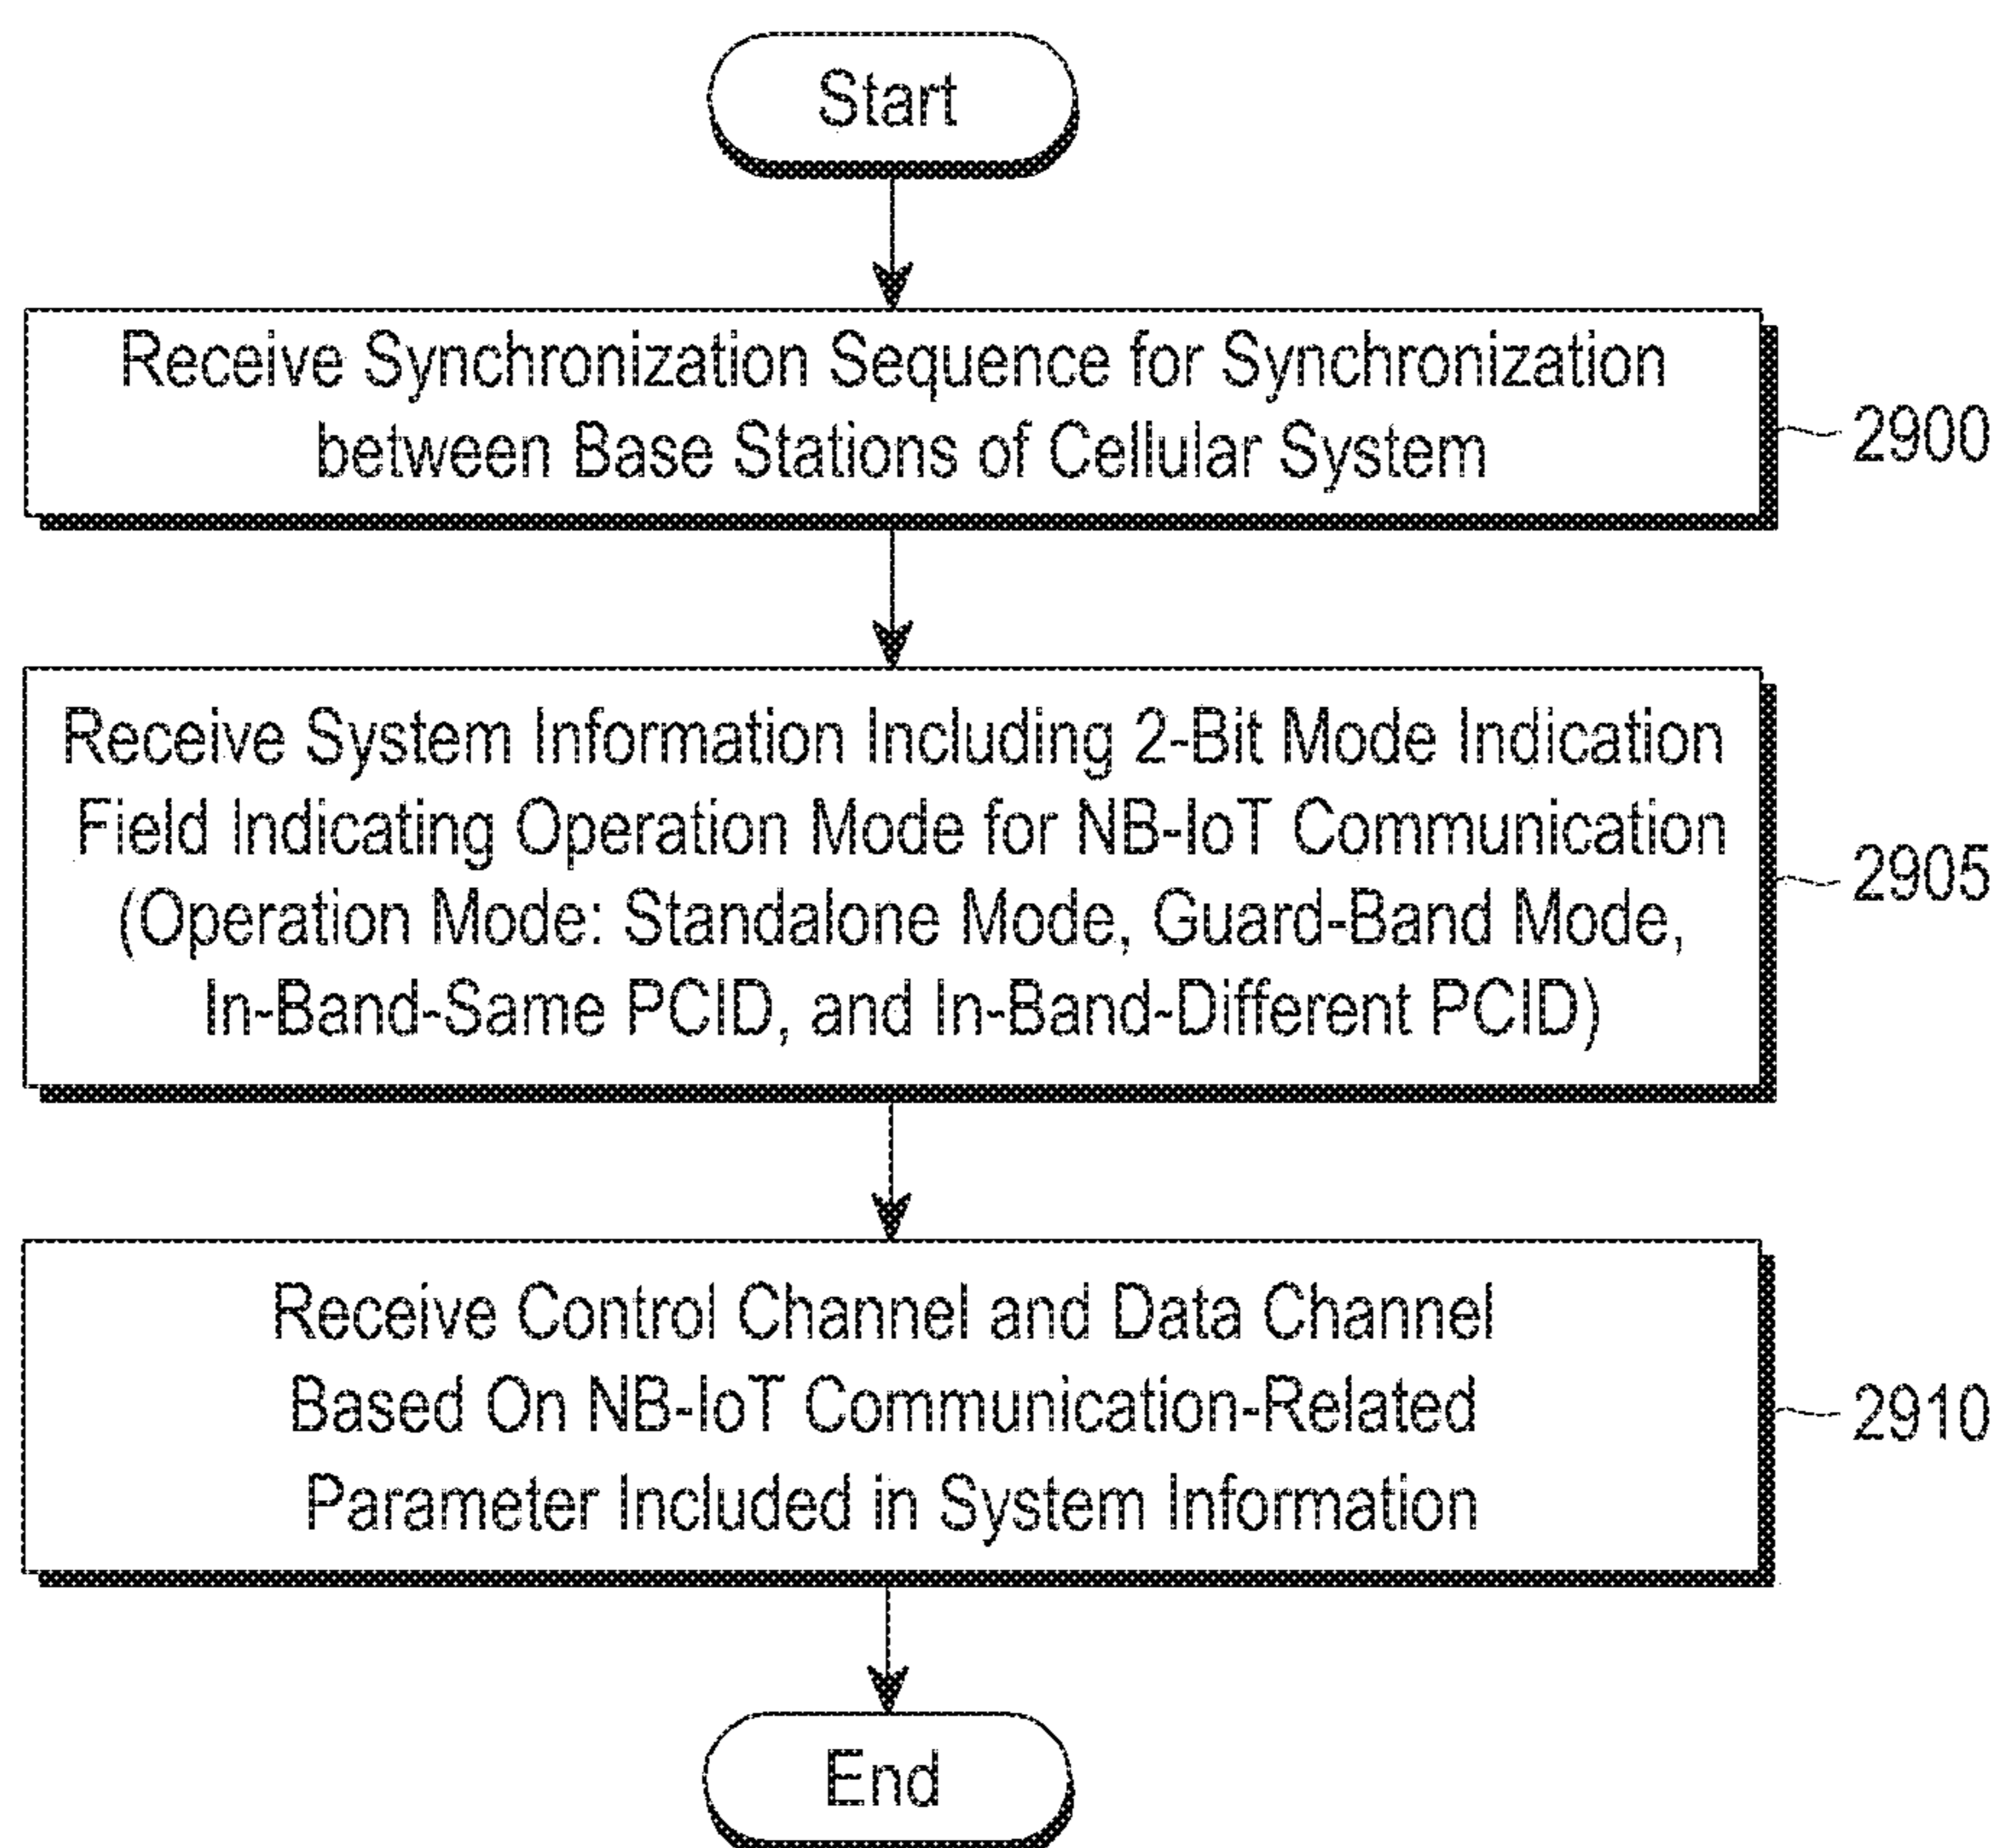 Start
Receive Synchronization Sequence for Synchronization
between Base Stations of Cellular System
2900
Receive System Information Including 2-Bit Mode Indication
Field Indicating Operation Mode for NB-IoT Communication
(Operation Mode: Standalone Mode, Guard-Band Mode,
In-Band-Same PCID, and In-Band-Different PCID)
2905
Receive Control Channel and Data Channel
Based On NB-IoT Communication-Related
Parameter Included in System Information
2910
End